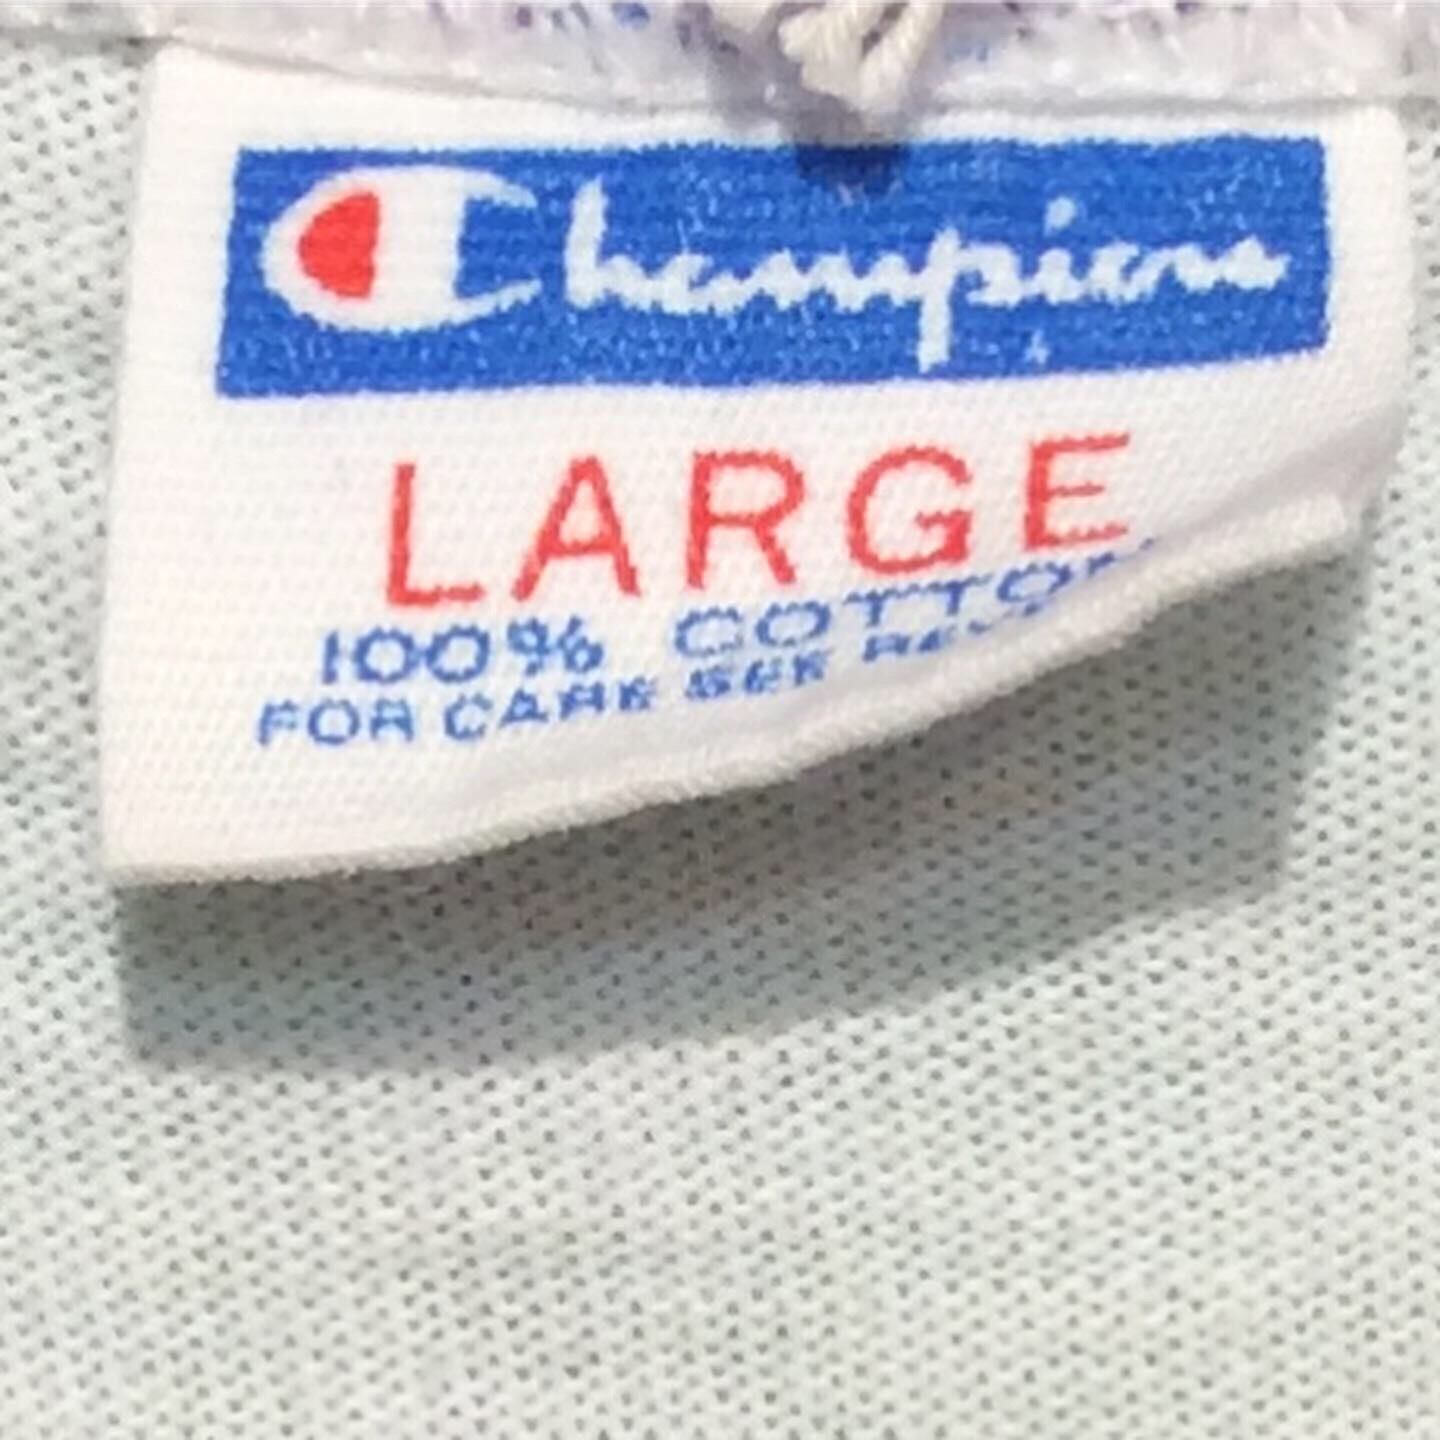 Champion
LARGE
100% COTTON
FOR CARE SEE